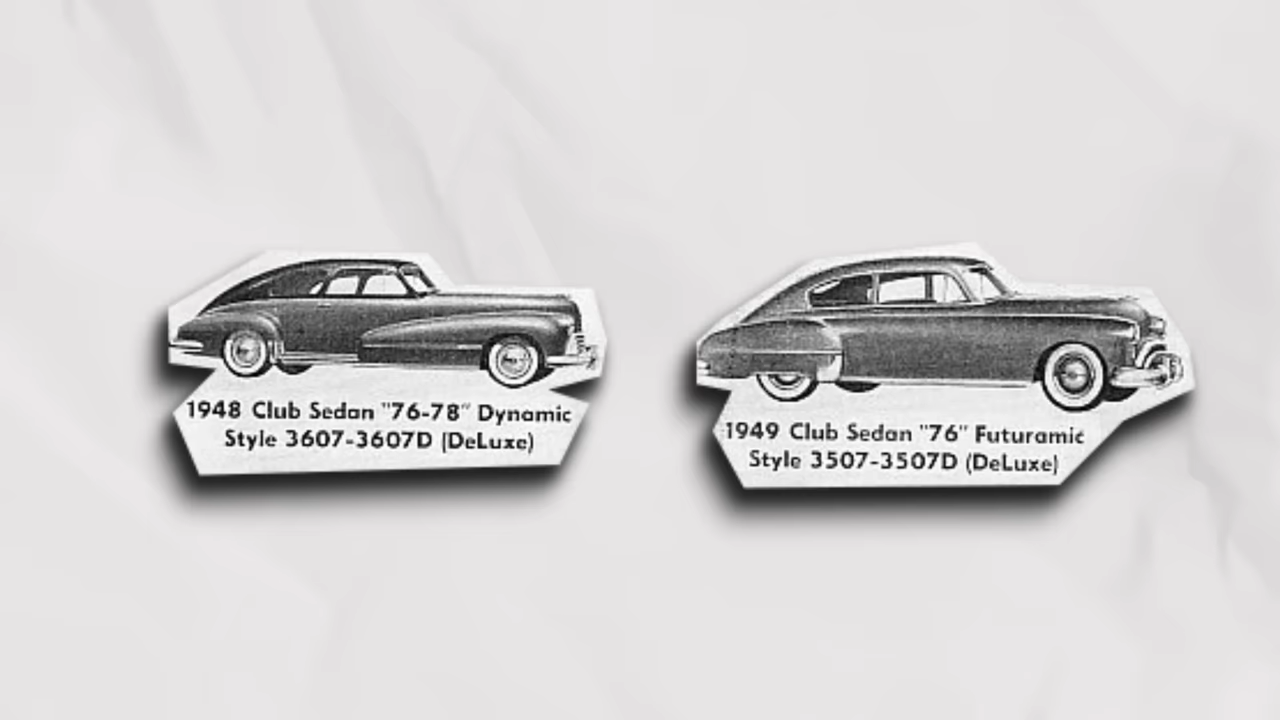 1948 Club Sedan "76-78" Dynamic
Style 3607-3607D (DeLuxe)
1949 Club Sedan "76" Futuramic
Style 3507-3507D (DeLuxe)